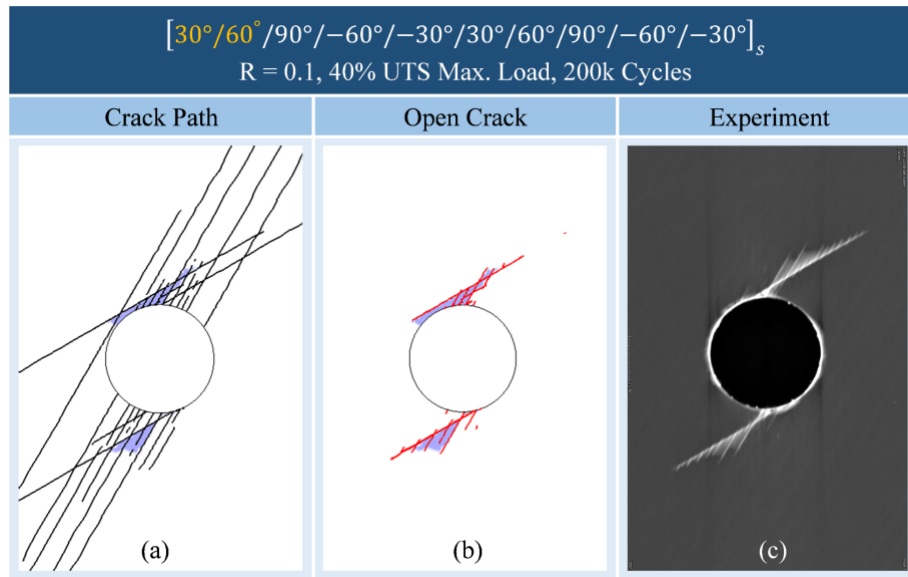 [30°/60°/90°/−60°/−30°/30°/60°/90°/−60°/−30°]ₛ
R = 0.1, 40% UTS Max. Load, 200k Cycles
Crack Path Open Crack Experiment
(a) (b) (c)